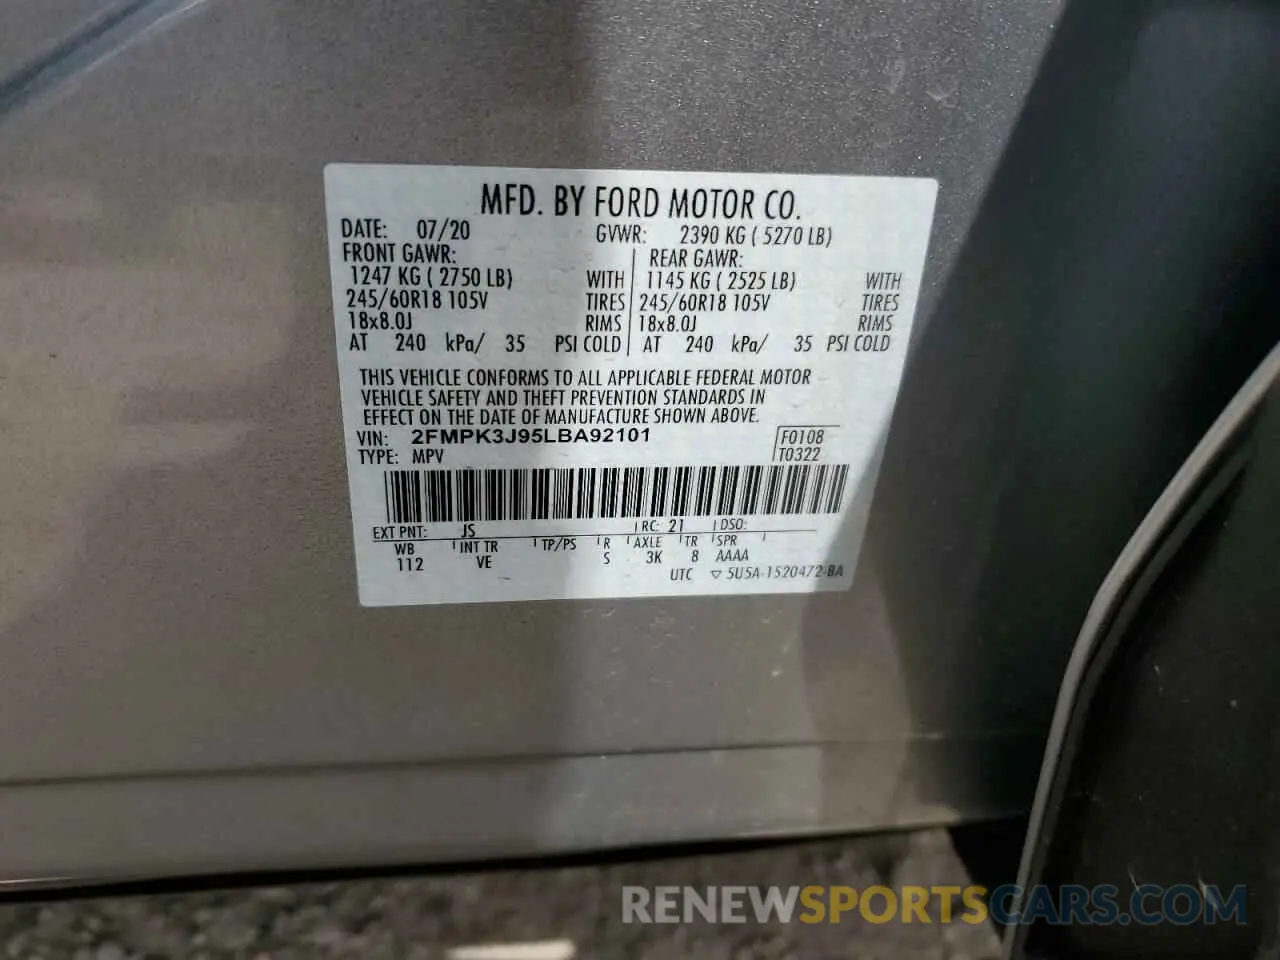 MFD. BY FORD MOTOR CO.
DATE: 07/20 GVWR: 2390 KG ( 5270 LB)
FRONT GAWR: REAR GAWR:
1247 KG ( 2750 LB) WITH 1145 KG ( 2525 LB) WITH
245/60R18 105V TIRES 245/60R18 105V TIRES
18x8.0J RIMS 18x8.0J RIMS
AT 240 kPa/ 35 PSI COLD AT 240 kPa/ 35 PSI COLD
THIS VEHICLE CONFORMS TO ALL APPLICABLE FEDERAL MOTOR
VEHICLE SAFETY AND THEFT PREVENTION STANDARDS IN
EFFECT ON THE DATE OF MANUFACTURE SHOWN ABOVE.
VIN: 2FMPK3J95LBA92101 F0108
TYPE: MPV T0322
EXT PNT: JS RC: 21 DSO:
WB INT TR TP/PS R AXLE TR SPR
112 VE S 3K 8 AAAA
UTC ▽ 5U5A-1520472-BA
RENEWSPORTSCARS.COM